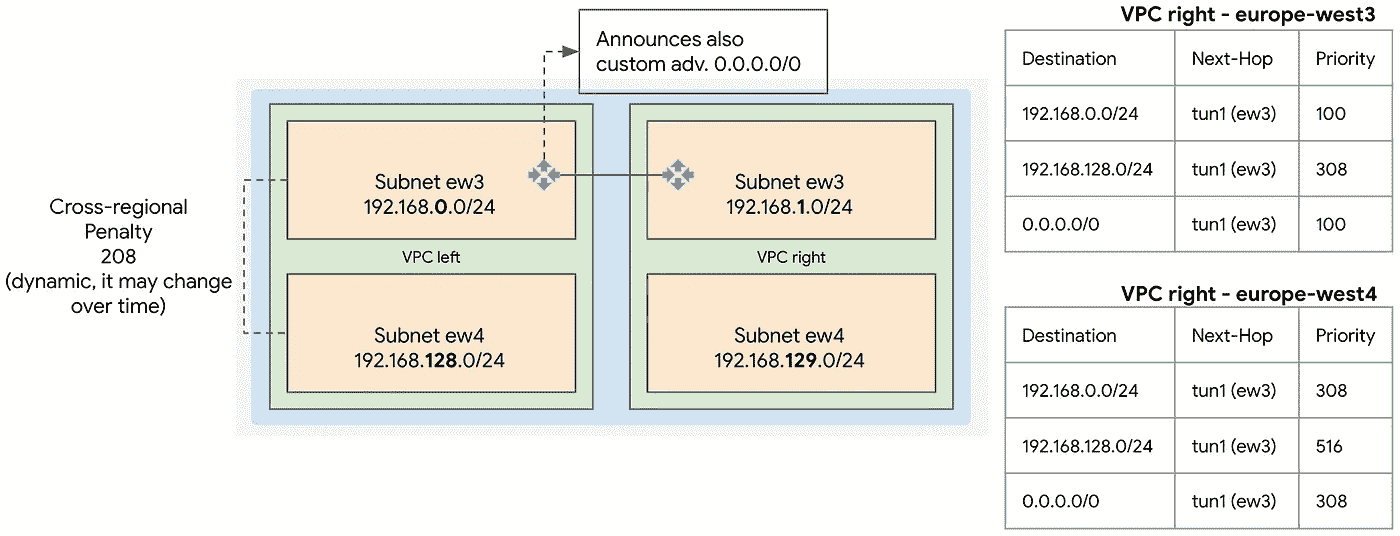 Announces also
custom adv. 0.0.0.0/0
Cross-regional
Penalty
208
(dynamic, it may change
over time)
Subnet ew3
192.168.0.0/24
VPC left
Subnet ew4
192.168.128.0/24
Subnet ew3
192.168.1.0/24
VPC right
Subnet ew4
192.168.129.0/24
VPC right - europe-west3
Destination Next-Hop Priority
192.168.0.0/24 tun1 (ew3) 100
192.168.128.0/24 tun1 (ew3) 308
0.0.0.0/0 tun1 (ew3) 100
VPC right - europe-west4
Destination Next-Hop Priority
192.168.0.0/24 tun1 (ew3) 308
192.168.128.0/24 tun1 (ew3) 516
0.0.0.0/0 tun1 (ew3) 308